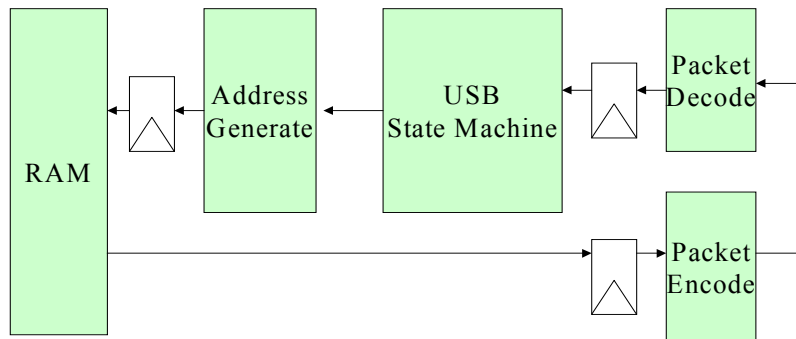 RAM
Address
Generate
USB
State Machine
Packet
Decode
Packet
Encode